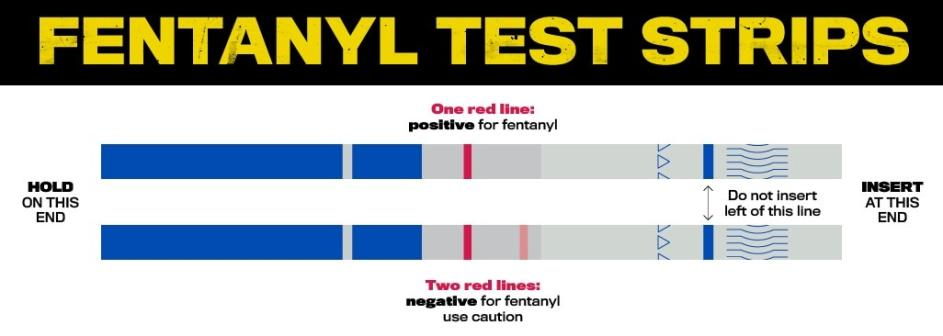 FENTANYL TEST STRIPS
One red line:
positive for fentanyl
HOLD
ON THIS
END
Do not insert
left of this line
INSERT
AT THIS
END
Two red lines:
negative for fentanyl
use caution